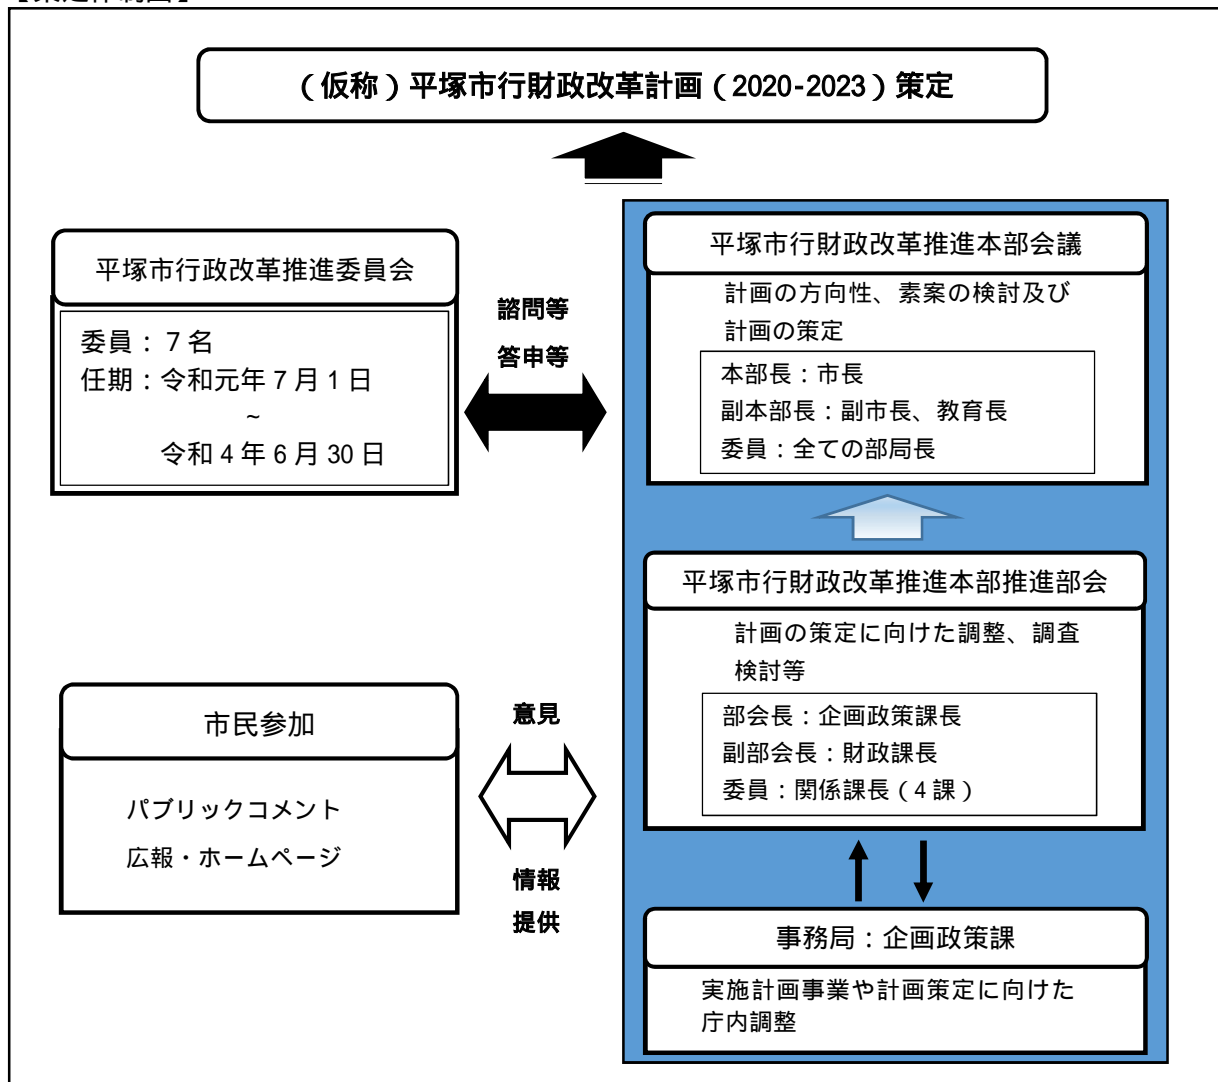 （仮称）平塚市行財政改革計画（2020-2023）策定
平塚市行政改革推進委員会
委員：７名
任期：令和元年７月１日
～
令和４年６月30日
諮問等
答申等
平塚市行財政改革推進本部会議
計画の方向性、素案の検討及び
計画の策定
本部長：市長
副本部長：副市長、教育長
委員：全ての部局長
平塚市行財政改革推進本部推進部会
計画の策定に向けた調整、調査
検討等
部会長：企画政策課長
副部会長：財政課長
委員：関係課長（４課）
市民参加
パブリックコメント
広報・ホームページ
意見
情報
提供
事務局：企画政策課
実施計画事業や計画策定に向けた
庁内調整